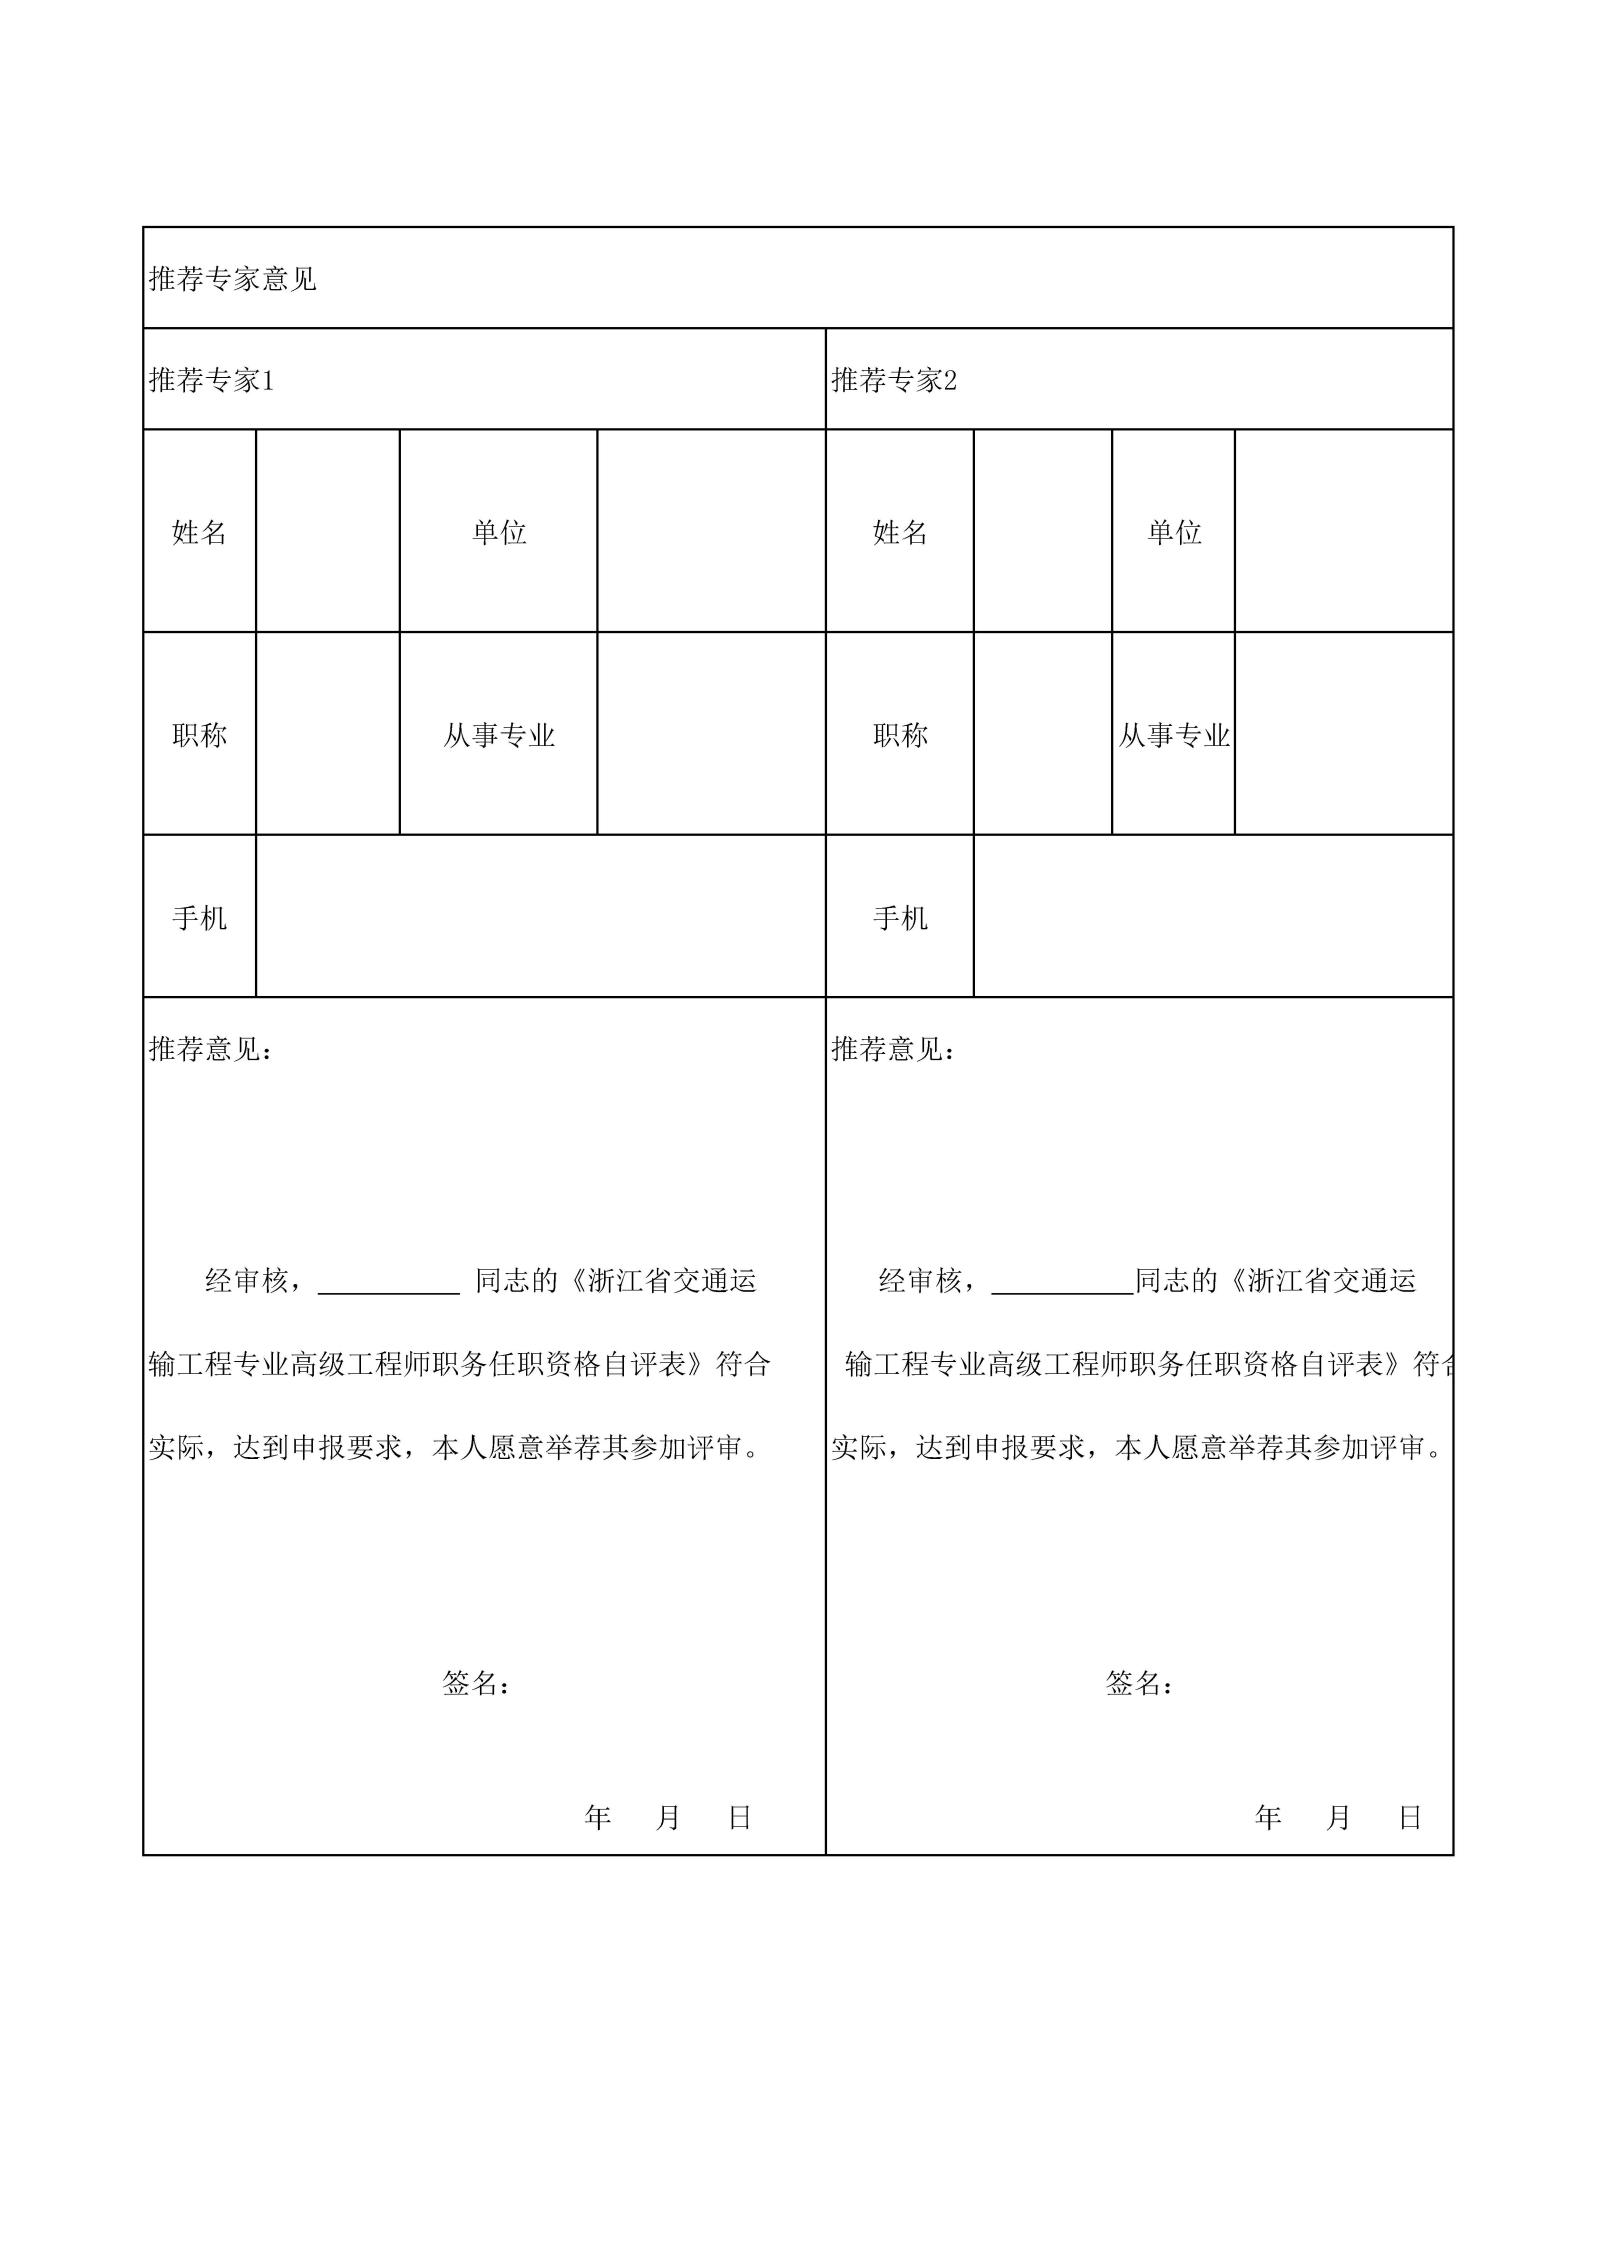 推荐专家意见
推荐专家1 推荐专家2
姓名 单位 姓名 单位
职称 从事专业 职称 从事专业
手机 手机
推荐意见：
经审核，__________ 同志的《浙江省交通运
输工程专业高级工程师职务任职资格自评表》符合
实际，达到申报要求，本人愿意举荐其参加评审。
签名：
年 月 日
推荐意见：
经审核，__________同志的《浙江省交通运
输工程专业高级工程师职务任职资格自评表》符合
实际，达到申报要求，本人愿意举荐其参加评审。
签名：
年 月 日